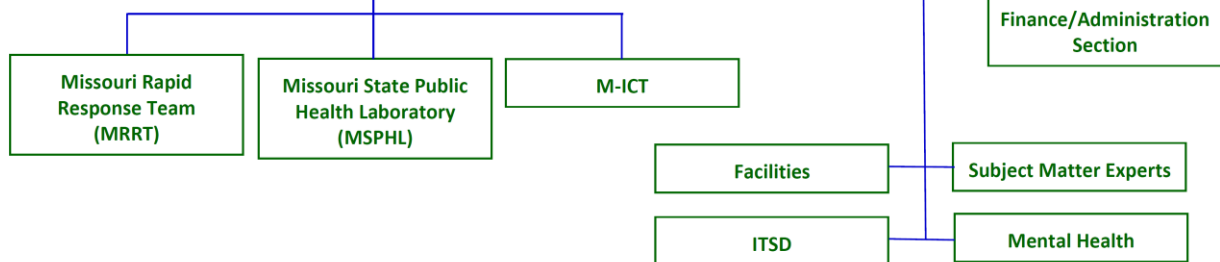 Finance/Administration
Section
Missouri Rapid
Response Team
(MRRT)
Missouri State Public
Health Laboratory
(MSPHL)
M-ICT
Facilities
Subject Matter Experts
ITSD
Mental Health